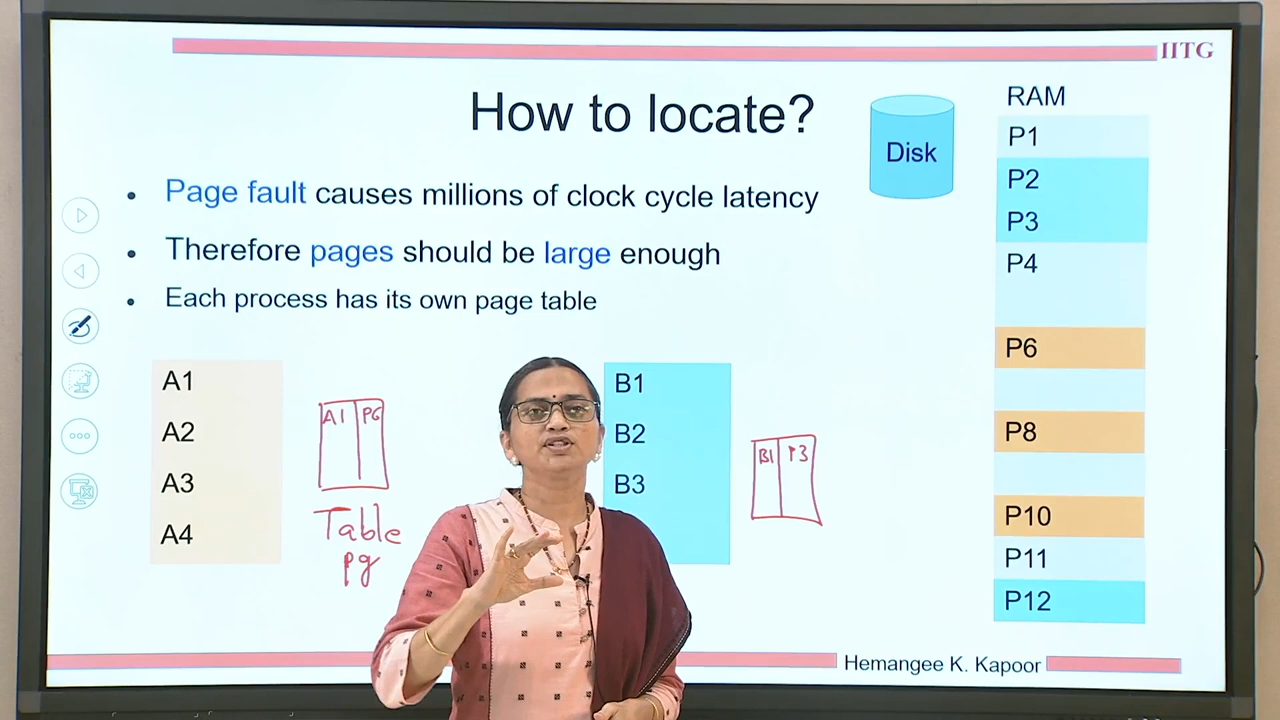 IITG
How to locate?
Disk
RAM
P1
P2
P3
P4
P6
P8
P10
P11
P12
• Page fault causes millions of clock cycle latency
• Therefore pages should be large enough
• Each process has its own page table
A1
A2
A3
A4
A1 P6
Table
pg
B1
B2
B3
B1 P3
Hemangee K. Kapoor